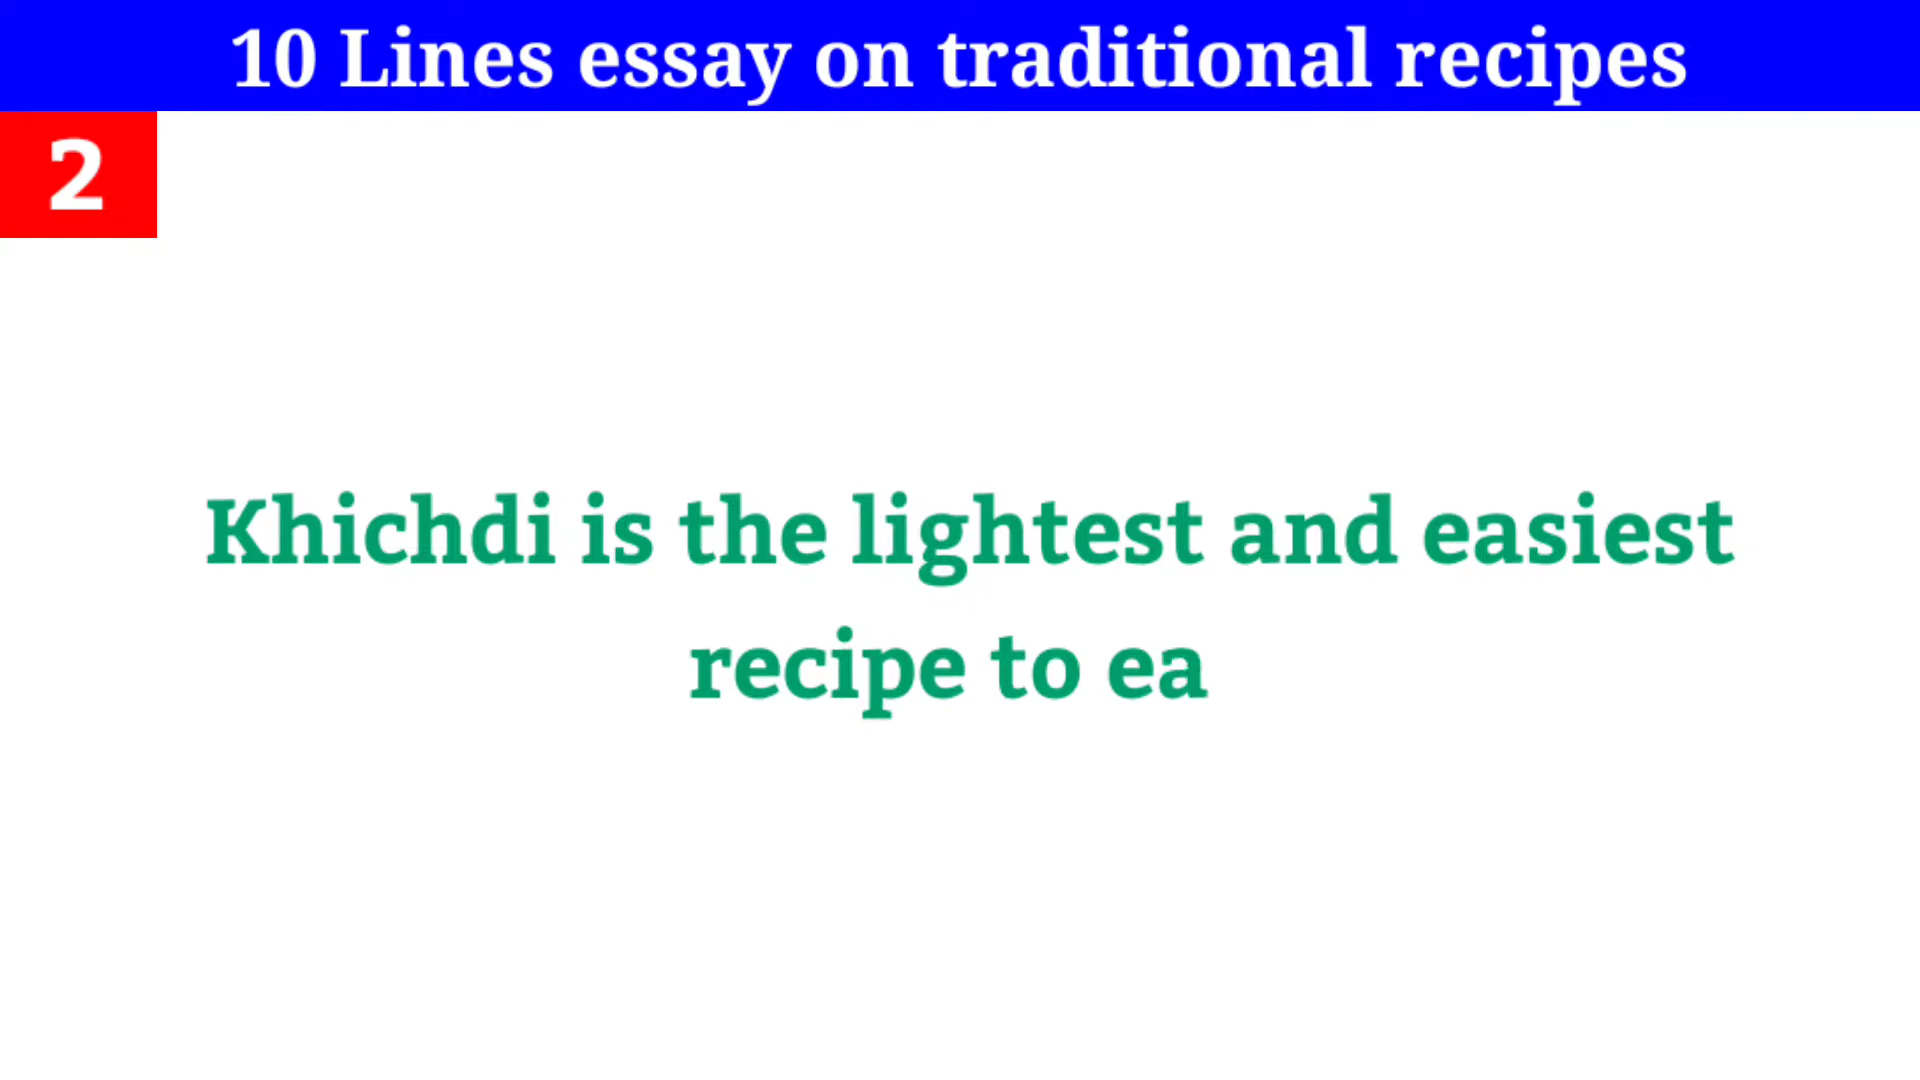 10 Lines essay on traditional recipes
2
Khichdi is the lightest and easiest
recipe to ea